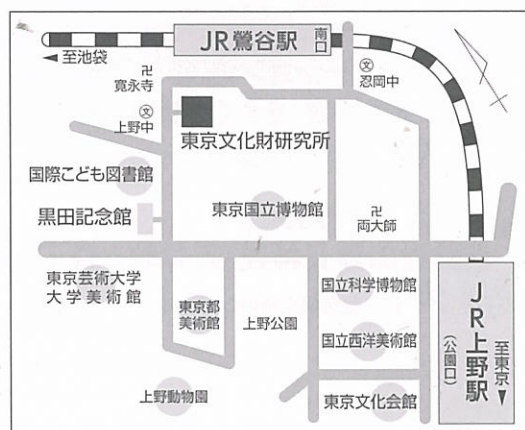 JR鶯谷駅
南口
◀至池袋
卍
寛永寺
文
忍岡中
文
上野中
東京文化財研究所
国際こども図書館
黒田記念館
東京国立博物館
卍
両大師
東京芸術大学
大学美術館
東京都
美術館
上野公園
国立科学博物館
国立西洋美術館
上野動物園
東京文化会館
JR上野駅
(公園口)
至東京▼